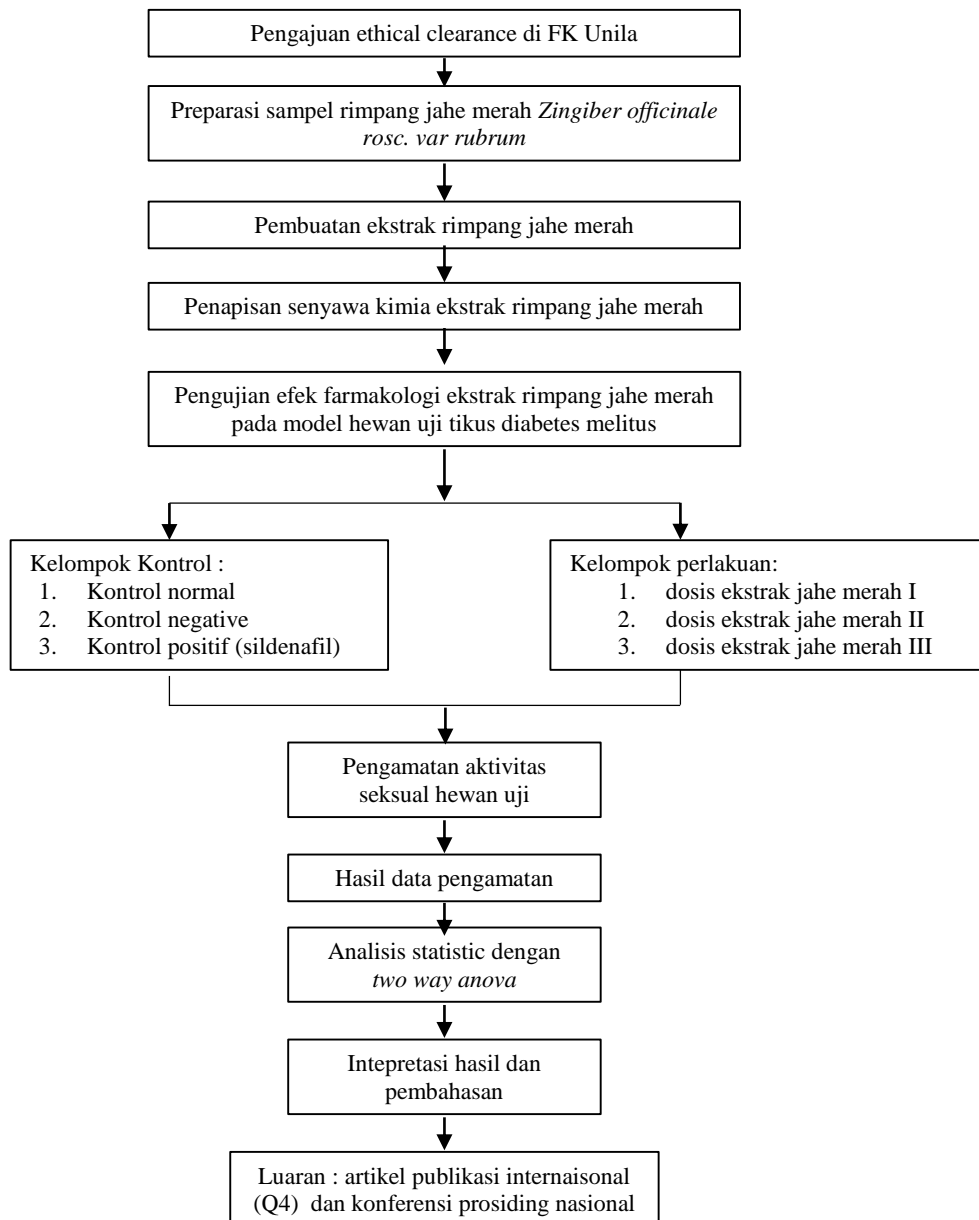 Pengajuan ethical clearance di FK Unila
Preparasi sampel rimpang jahe merah Zingiber officinale
rosc. var rubrum
Pembuatan ekstrak rimpang jahe merah
Penapisan senyawa kimia ekstrak rimpang jahe merah
Pengujian efek farmakologi ekstrak rimpang jahe merah
pada model hewan uji tikus diabetes melitus
Kelompok Kontrol :
1. Kontrol normal
2. Kontrol negative
3. Kontrol positif (sildenafil)
Kelompok perlakuan:
1. dosis ekstrak jahe merah I
2. dosis ekstrak jahe merah II
3. dosis ekstrak jahe merah III
Pengamatan aktivitas
seksual hewan uji
Hasil data pengamatan
Analisis statistic dengan
two way anova
Intepretasi hasil dan
pembahasan
Luaran : artikel publikasi internaisonal
(Q4) dan konferensi prosiding nasional